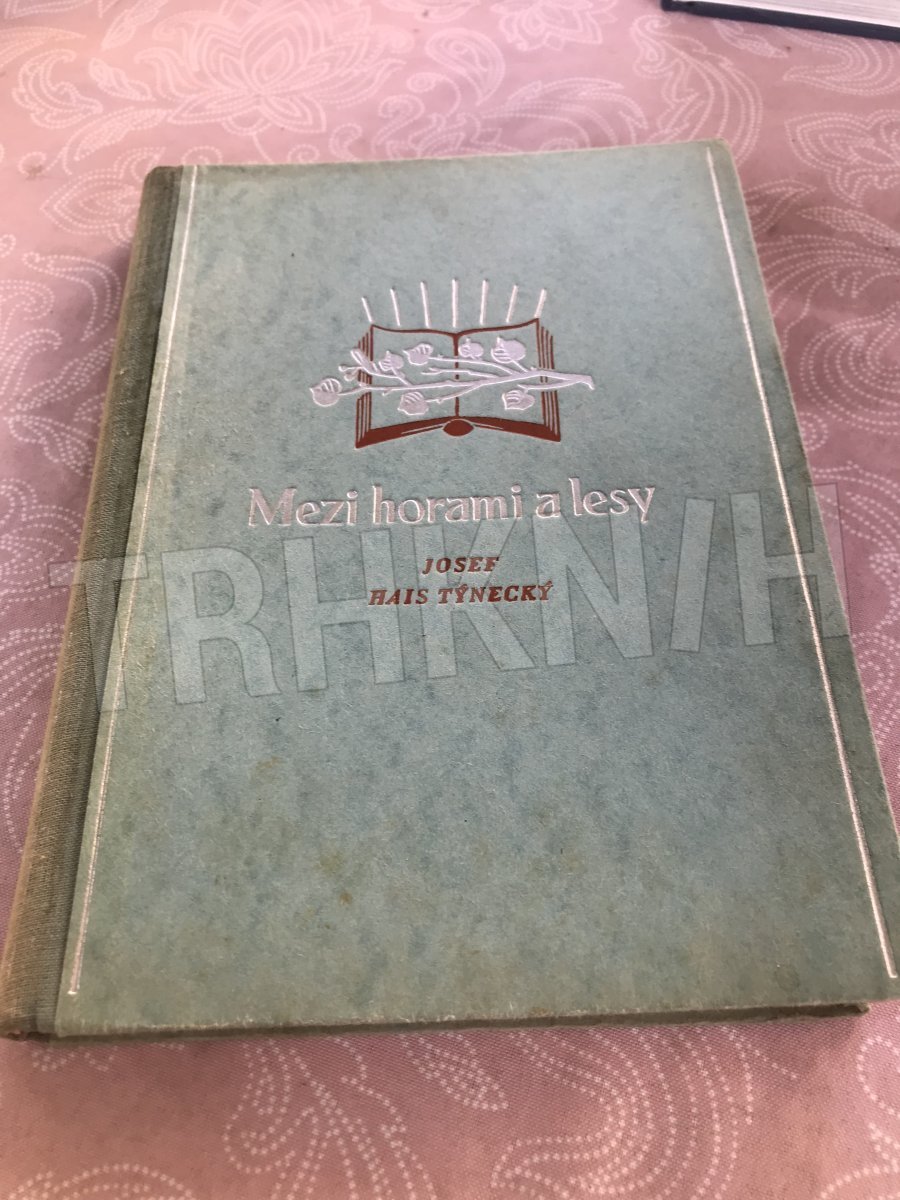 Mezi horami a lesy
JOSEF
HAIS TÝNECKÝ
TRHKNIH